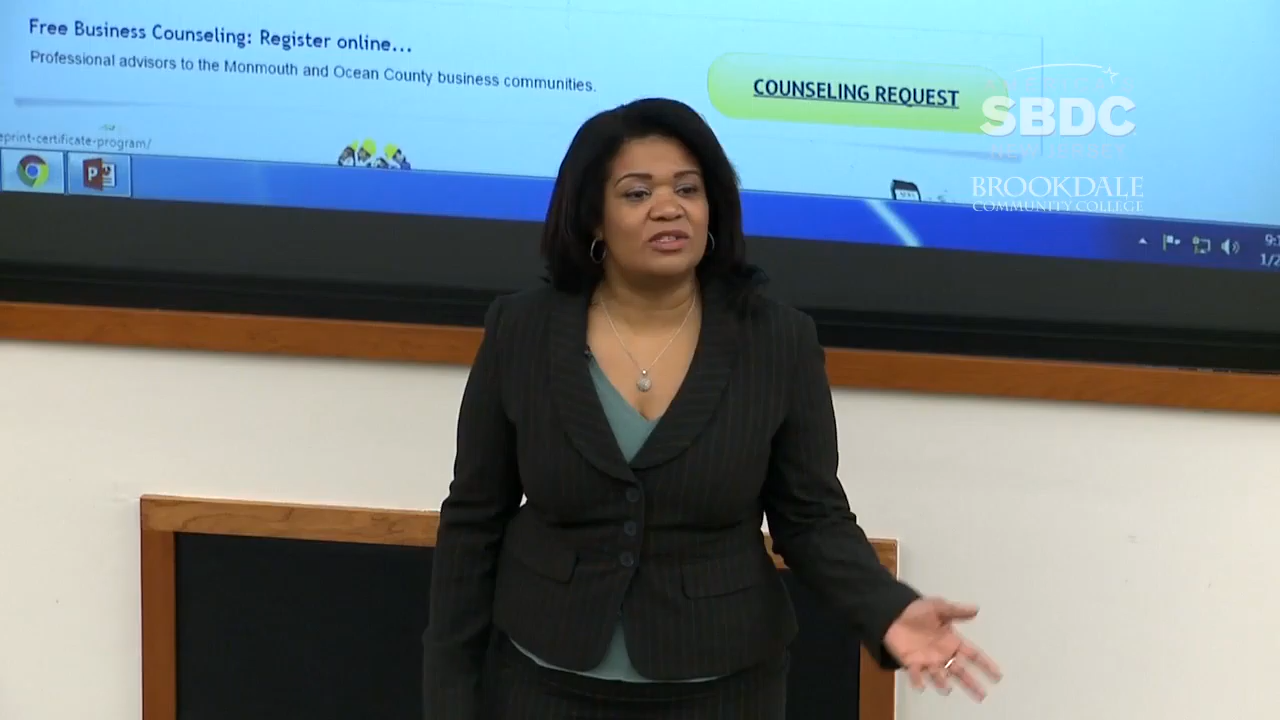 Free Business Counseling: Register online...
Professional advisors to the Monmouth and Ocean County business communities.
COUNSELING REQUEST
AMERICA'S
SBDC
NEW JERSEY
BROOKDALE
COMMUNITY COLLEGE
eprint-certificate-program/
P